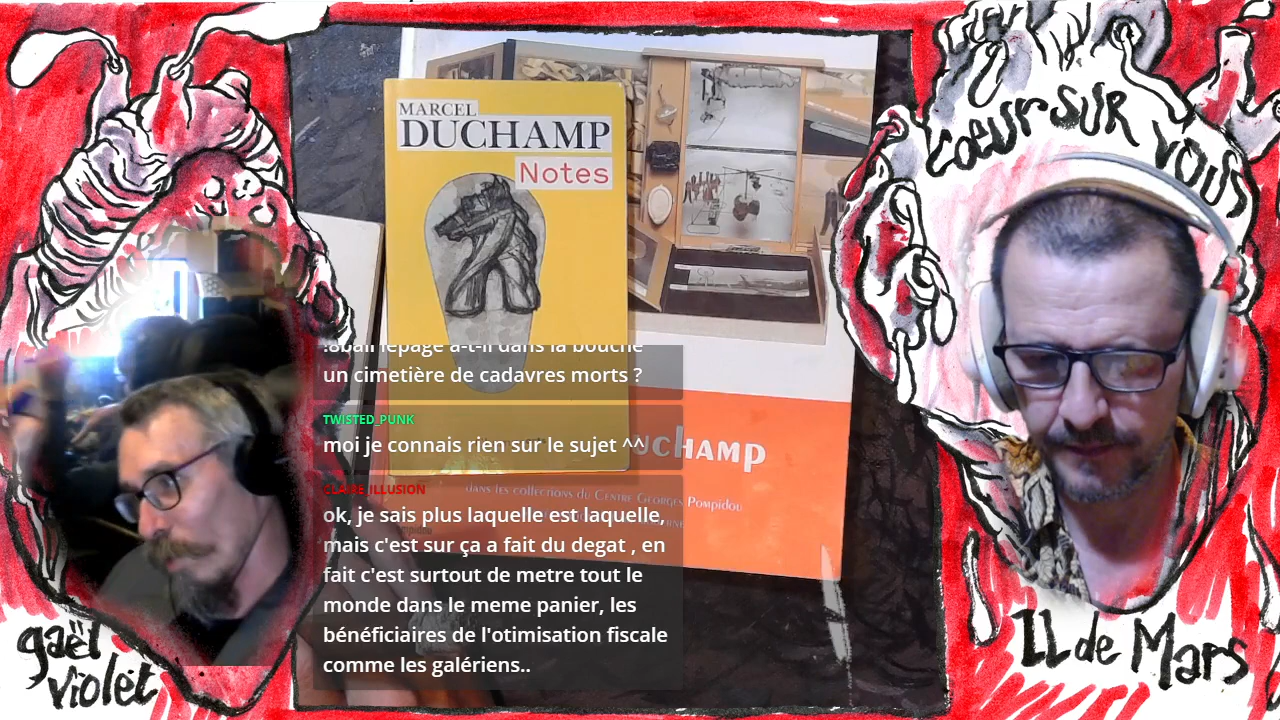 MARCEL
DUCHAMP
Notes
CŒUR SUR VOUS
un cimetière de cadavres morts ?
TWISTED_PUNK
moi je connais rien sur le sujet ^^
CLAIRE_ILLUSION
ok, je sais plus laquelle est laquelle,
mais c'est sur ça a fait du degat , en
fait c'est surtout de metre tout le
monde dans le meme panier, les
bénéficiaires de l'otimisation fiscale
comme les galériens..
UCHAMP
dans les collections du Centre Georges Pompidou
gaël
violet
LL de Mars